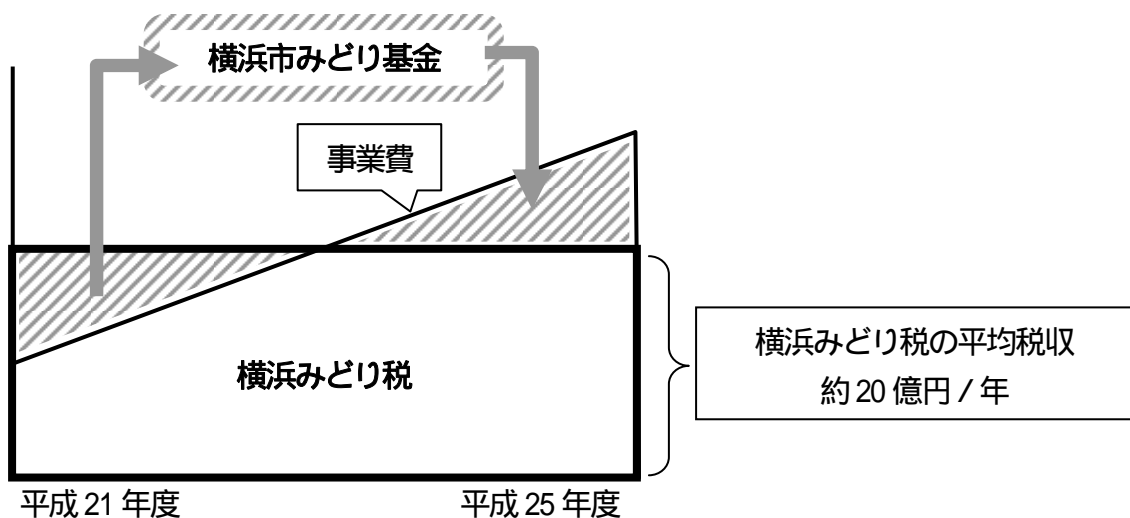 横浜市みどり基金
事業費
横浜みどり税
横浜みどり税の平均税収
約20億円/年
平成21年度
平成25年度